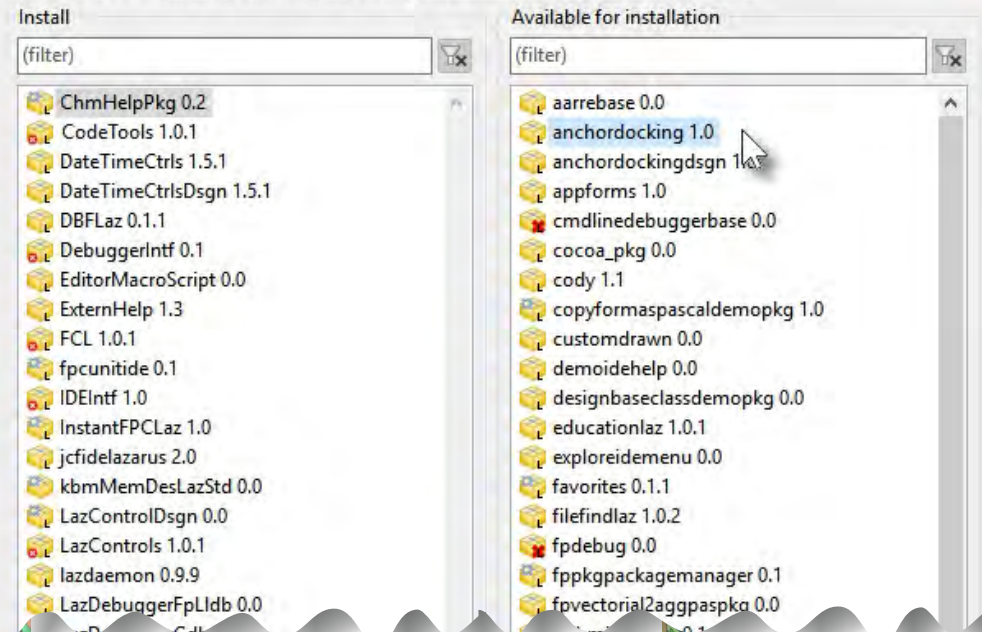 Install
(filter)
ChmHelpPkg 0.2
CodeTools 1.0.1
DateTimeCtrls 1.5.1
DateTimeCtrlsDsgn 1.5.1
DBFLaz 0.1.1
DebuggerIntf 0.1
EditorMacroScript 0.0
ExternHelp 1.3
FCL 1.0.1
fpcunitide 0.1
IDEIntf 1.0
InstantFPCLaz 1.0
jcfidelazarus 2.0
kbmMemDesLazStd 0.0
LazControlDsgn 0.0
LazControls 1.0.1
lazdaemon 0.9.9
LazDebuggerFpLldb 0.0
Available for installation
(filter)
aarrebase 0.0
anchordocking 1.0
anchordockingdsgn
appforms 1.0
cmdlinedebuggerbase 0.0
cocoa_pkg 0.0
cody 1.1
copyformaspascaldemopkg 1.0
customdrawn 0.0
demoidehelp 0.0
designbaseclassdemopkg 0.0
educationlaz 1.0.1
exploreidemenu 0.0
favorites 0.1.1
filefindlaz 1.0.2
fpdebug 0.0
fppkgpackagemanager 0.1
fpvectorial2aggpaspkg 0.0